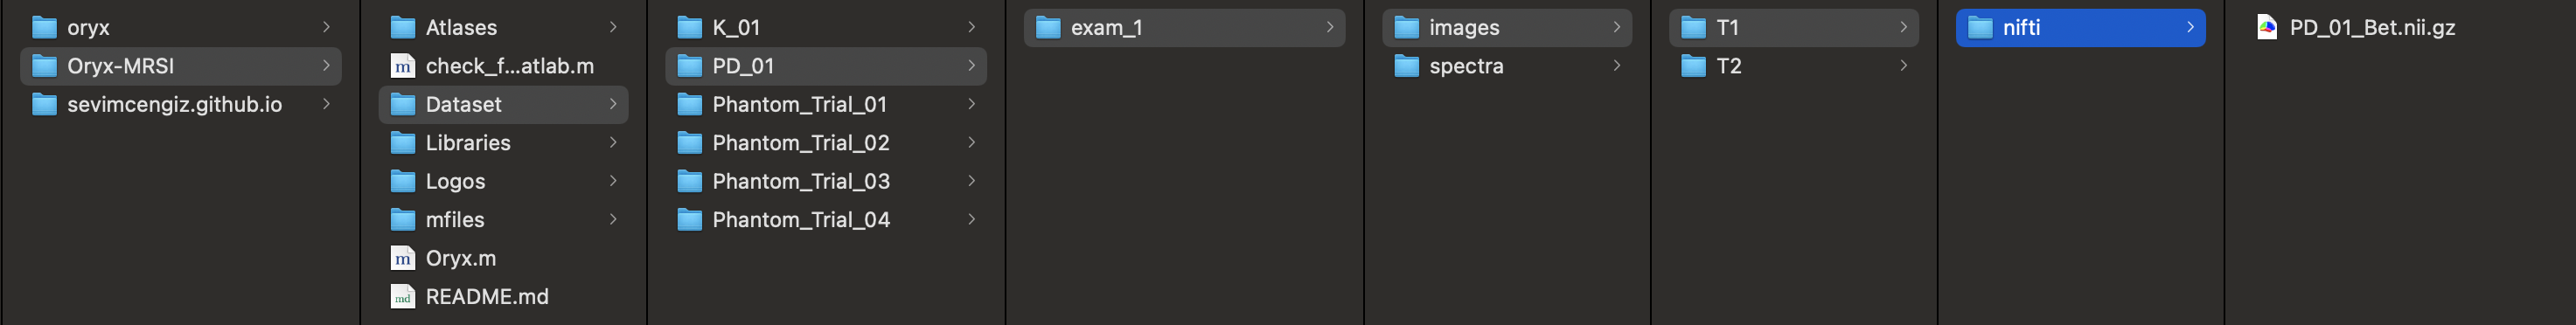 oryx
Oryx-MRSI
sevimcengiz.github.io
Atlases
m check_f...atlab.m
Dataset
Libraries
Logos
mfiles
m Oryx.m
md README.md
K_01
PD_01
Phantom_Trial_01
Phantom_Trial_02
Phantom_Trial_03
Phantom_Trial_04
exam_1
images
spectra
T1
T2
nifti
PD_01_Bet.nii.gz